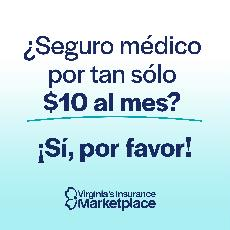 ¿Seguro médico
por tan sólo
$10 al mes?
¡Sí, por favor!
Virginia's Insurance
Marketplace